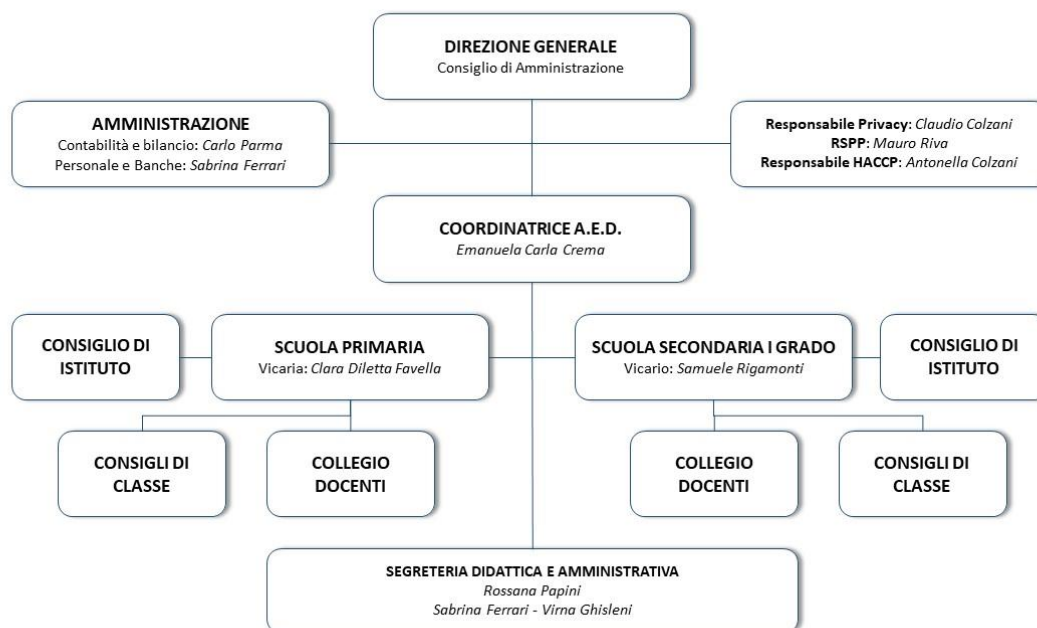 DIREZIONE GENERALE
Consiglio di Amministrazione
AMMINISTRAZIONE
Contabilità e bilancio: Carlo Parma
Personale e Banche: Sabrina Ferrari
Responsabile Privacy: Claudio Colzani
RSPP: Mauro Riva
Responsabile HACCP: Antonella Colzani
COORDINATRICE A.E.D.
Emanuela Carla Crema
CONSIGLIO DI
ISTITUTO
SCUOLA PRIMARIA
Vicaria: Clara Diletta Favella
SCUOLA SECONDARIA I GRADO
Vicario: Samuele Rigamonti
CONSIGLIO DI
ISTITUTO
CONSIGLI DI
CLASSE
COLLEGIO
DOCENTI
COLLEGIO
DOCENTI
CONSIGLI DI
CLASSE
SEGRETERIA DIDATTICA E AMMINISTRATIVA
Rossana Papini
Sabrina Ferrari - Virna Ghisleni